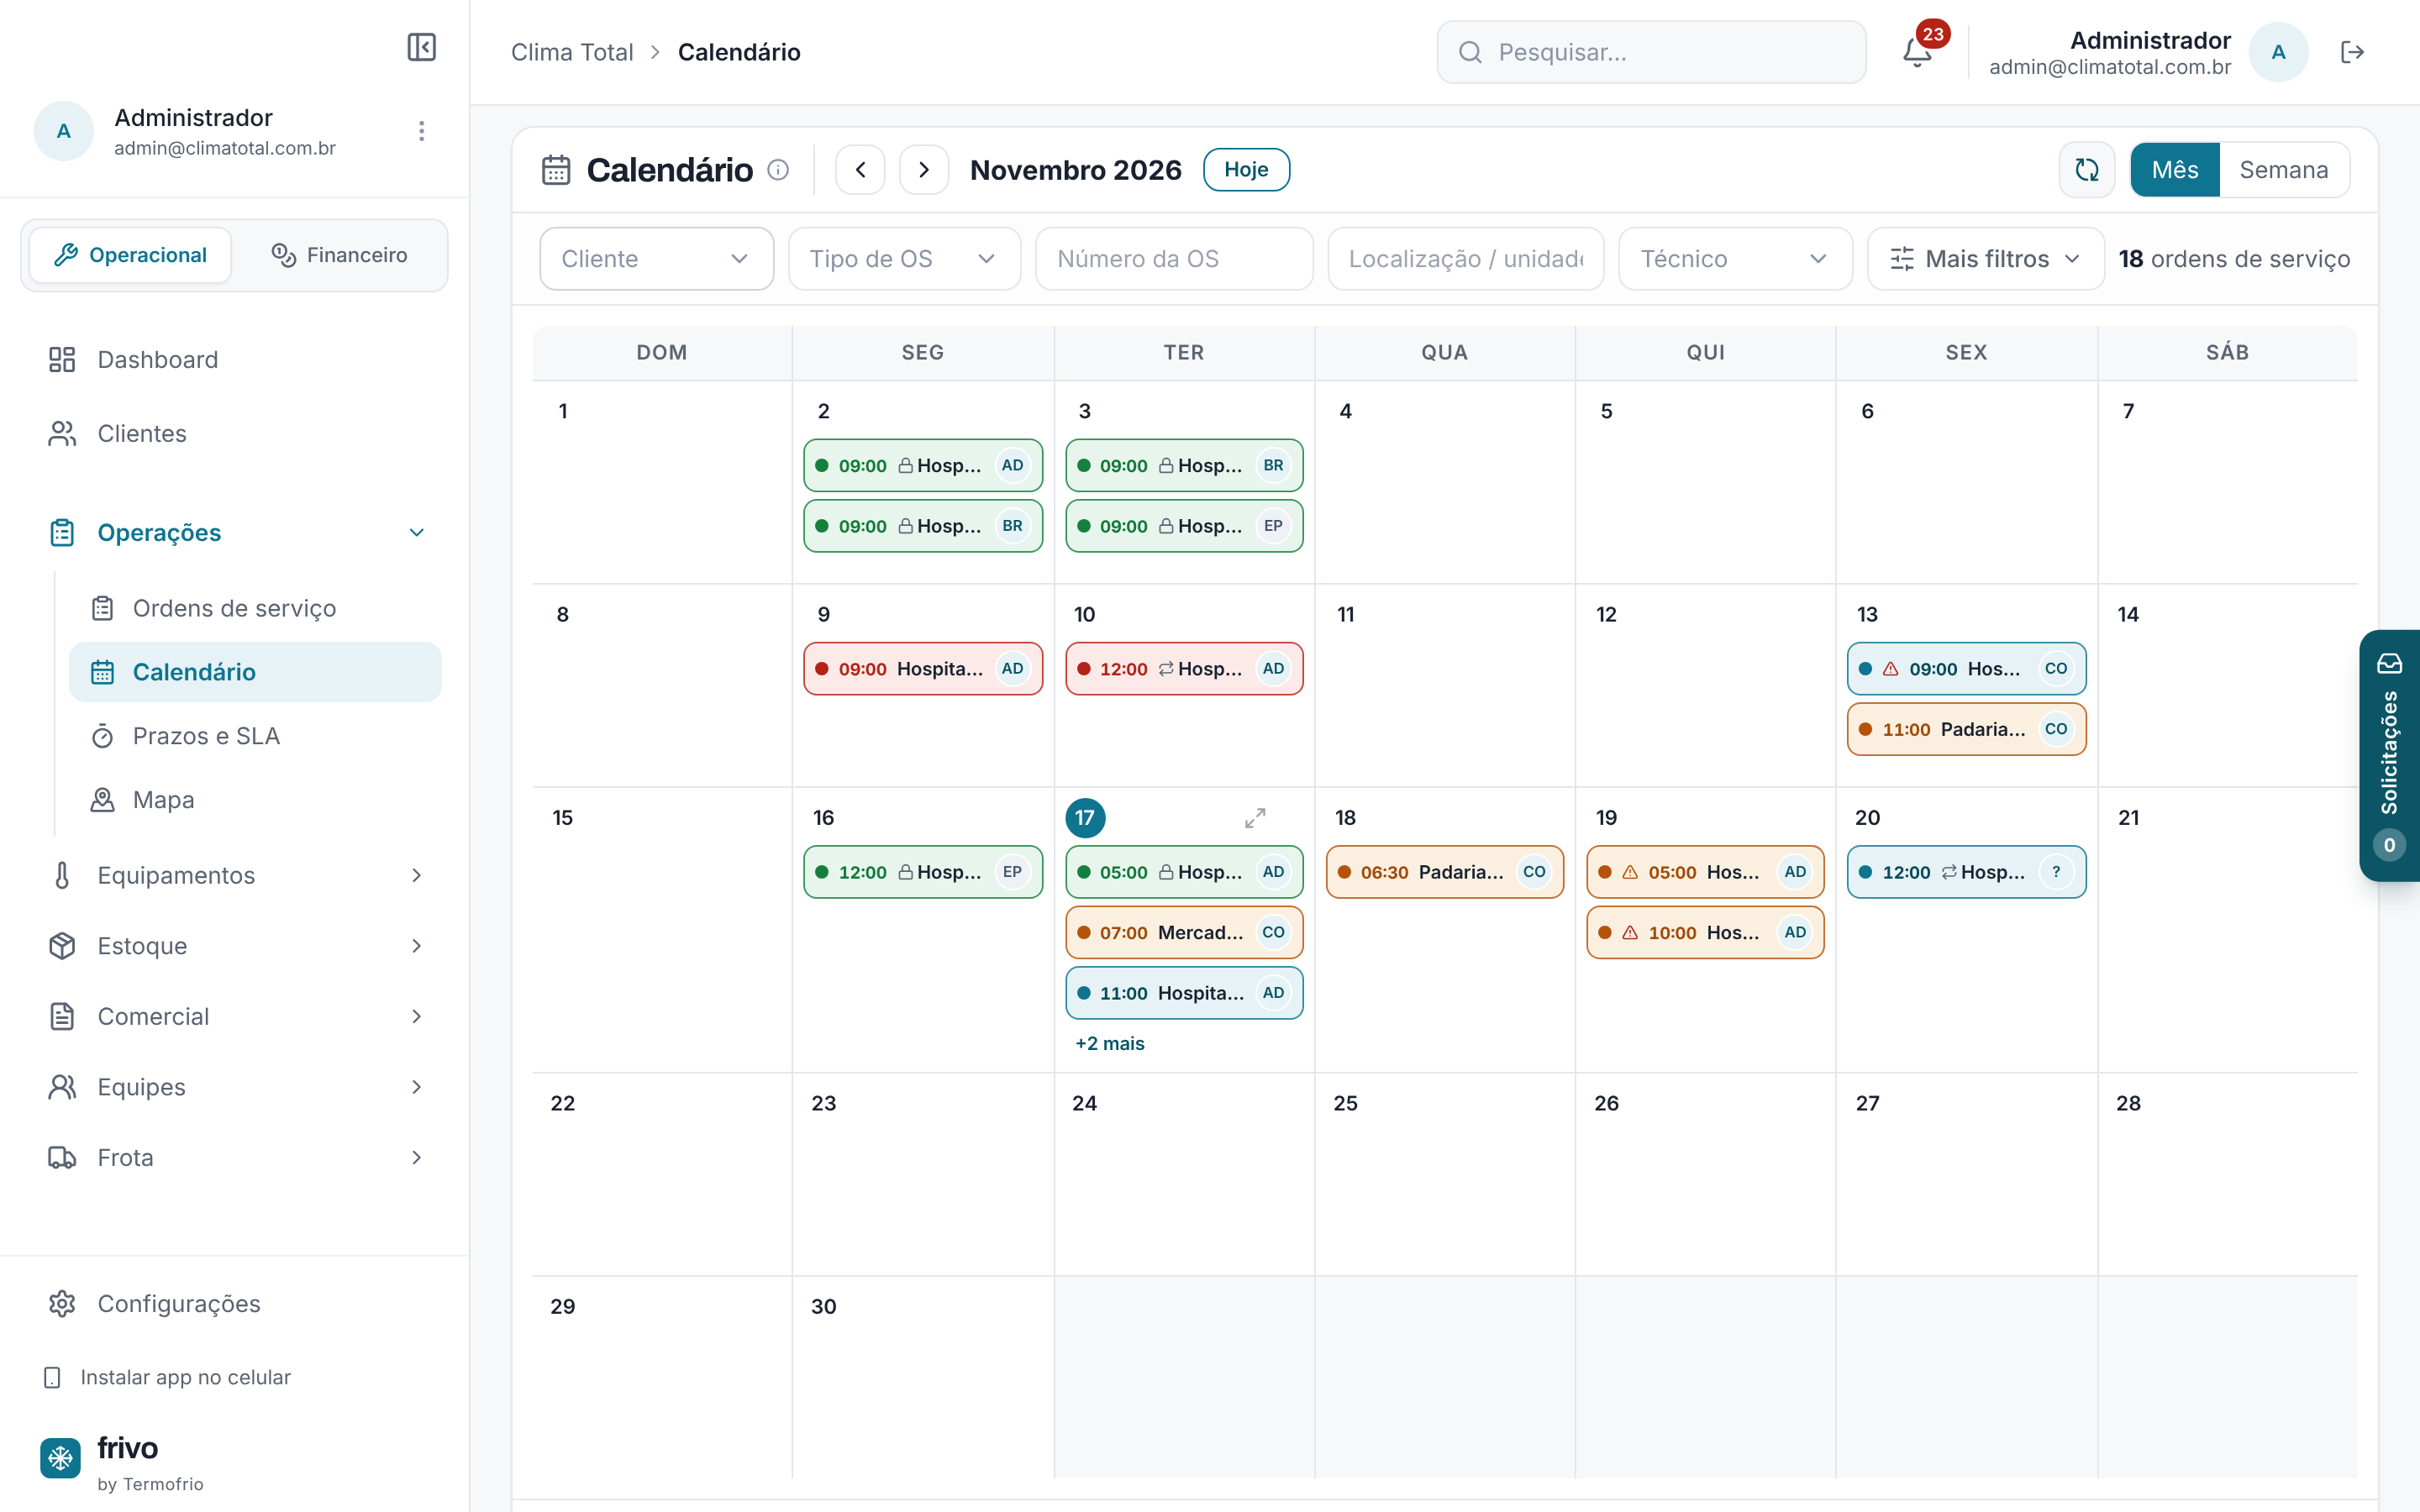 Administrador
admin@climatotal.com.br
Operacional
Financeiro
Dashboard
Clientes
Operações
Ordens de serviço
Calendário
Prazos e SLA
Mapa
Equipamentos
Estoque
Comercial
Equipes
Frota
Configurações
Instalar app no celular
frivo
by Termofrio
Clima Total > Calendário
Pesquisar...
23
Administrador
admin@climatotal.com.br
A
Calendário
Novembro 2026
Hoje
Mês
Semana
Cliente
Tipo de OS
Número da OS
Localização / unidade
Técnico
Mais filtros
18 ordens de serviço
DOM SEG TER QUA QUI SEX SÁB
1 2 3 4 5 6 7
09:00 Hosp... AD
09:00 Hosp... BR
09:00 Hosp... BR
09:00 Hosp... EP
8 9 10 11 12 13 14
09:00 Hospita... AD
12:00 Hosp... AD
09:00 Hos... CO
11:00 Padaria... CO
15 16 17 18 19 20 21
12:00 Hosp... EP
05:00 Hosp... AD
07:00 Mercad... CO
11:00 Hospita... AD
+2 mais
06:30 Padaria... CO
05:00 Hos... AD
10:00 Hos... AD
12:00 Hosp... ?
22 23 24 25 26 27 28
29 30
Solicitações
0
A